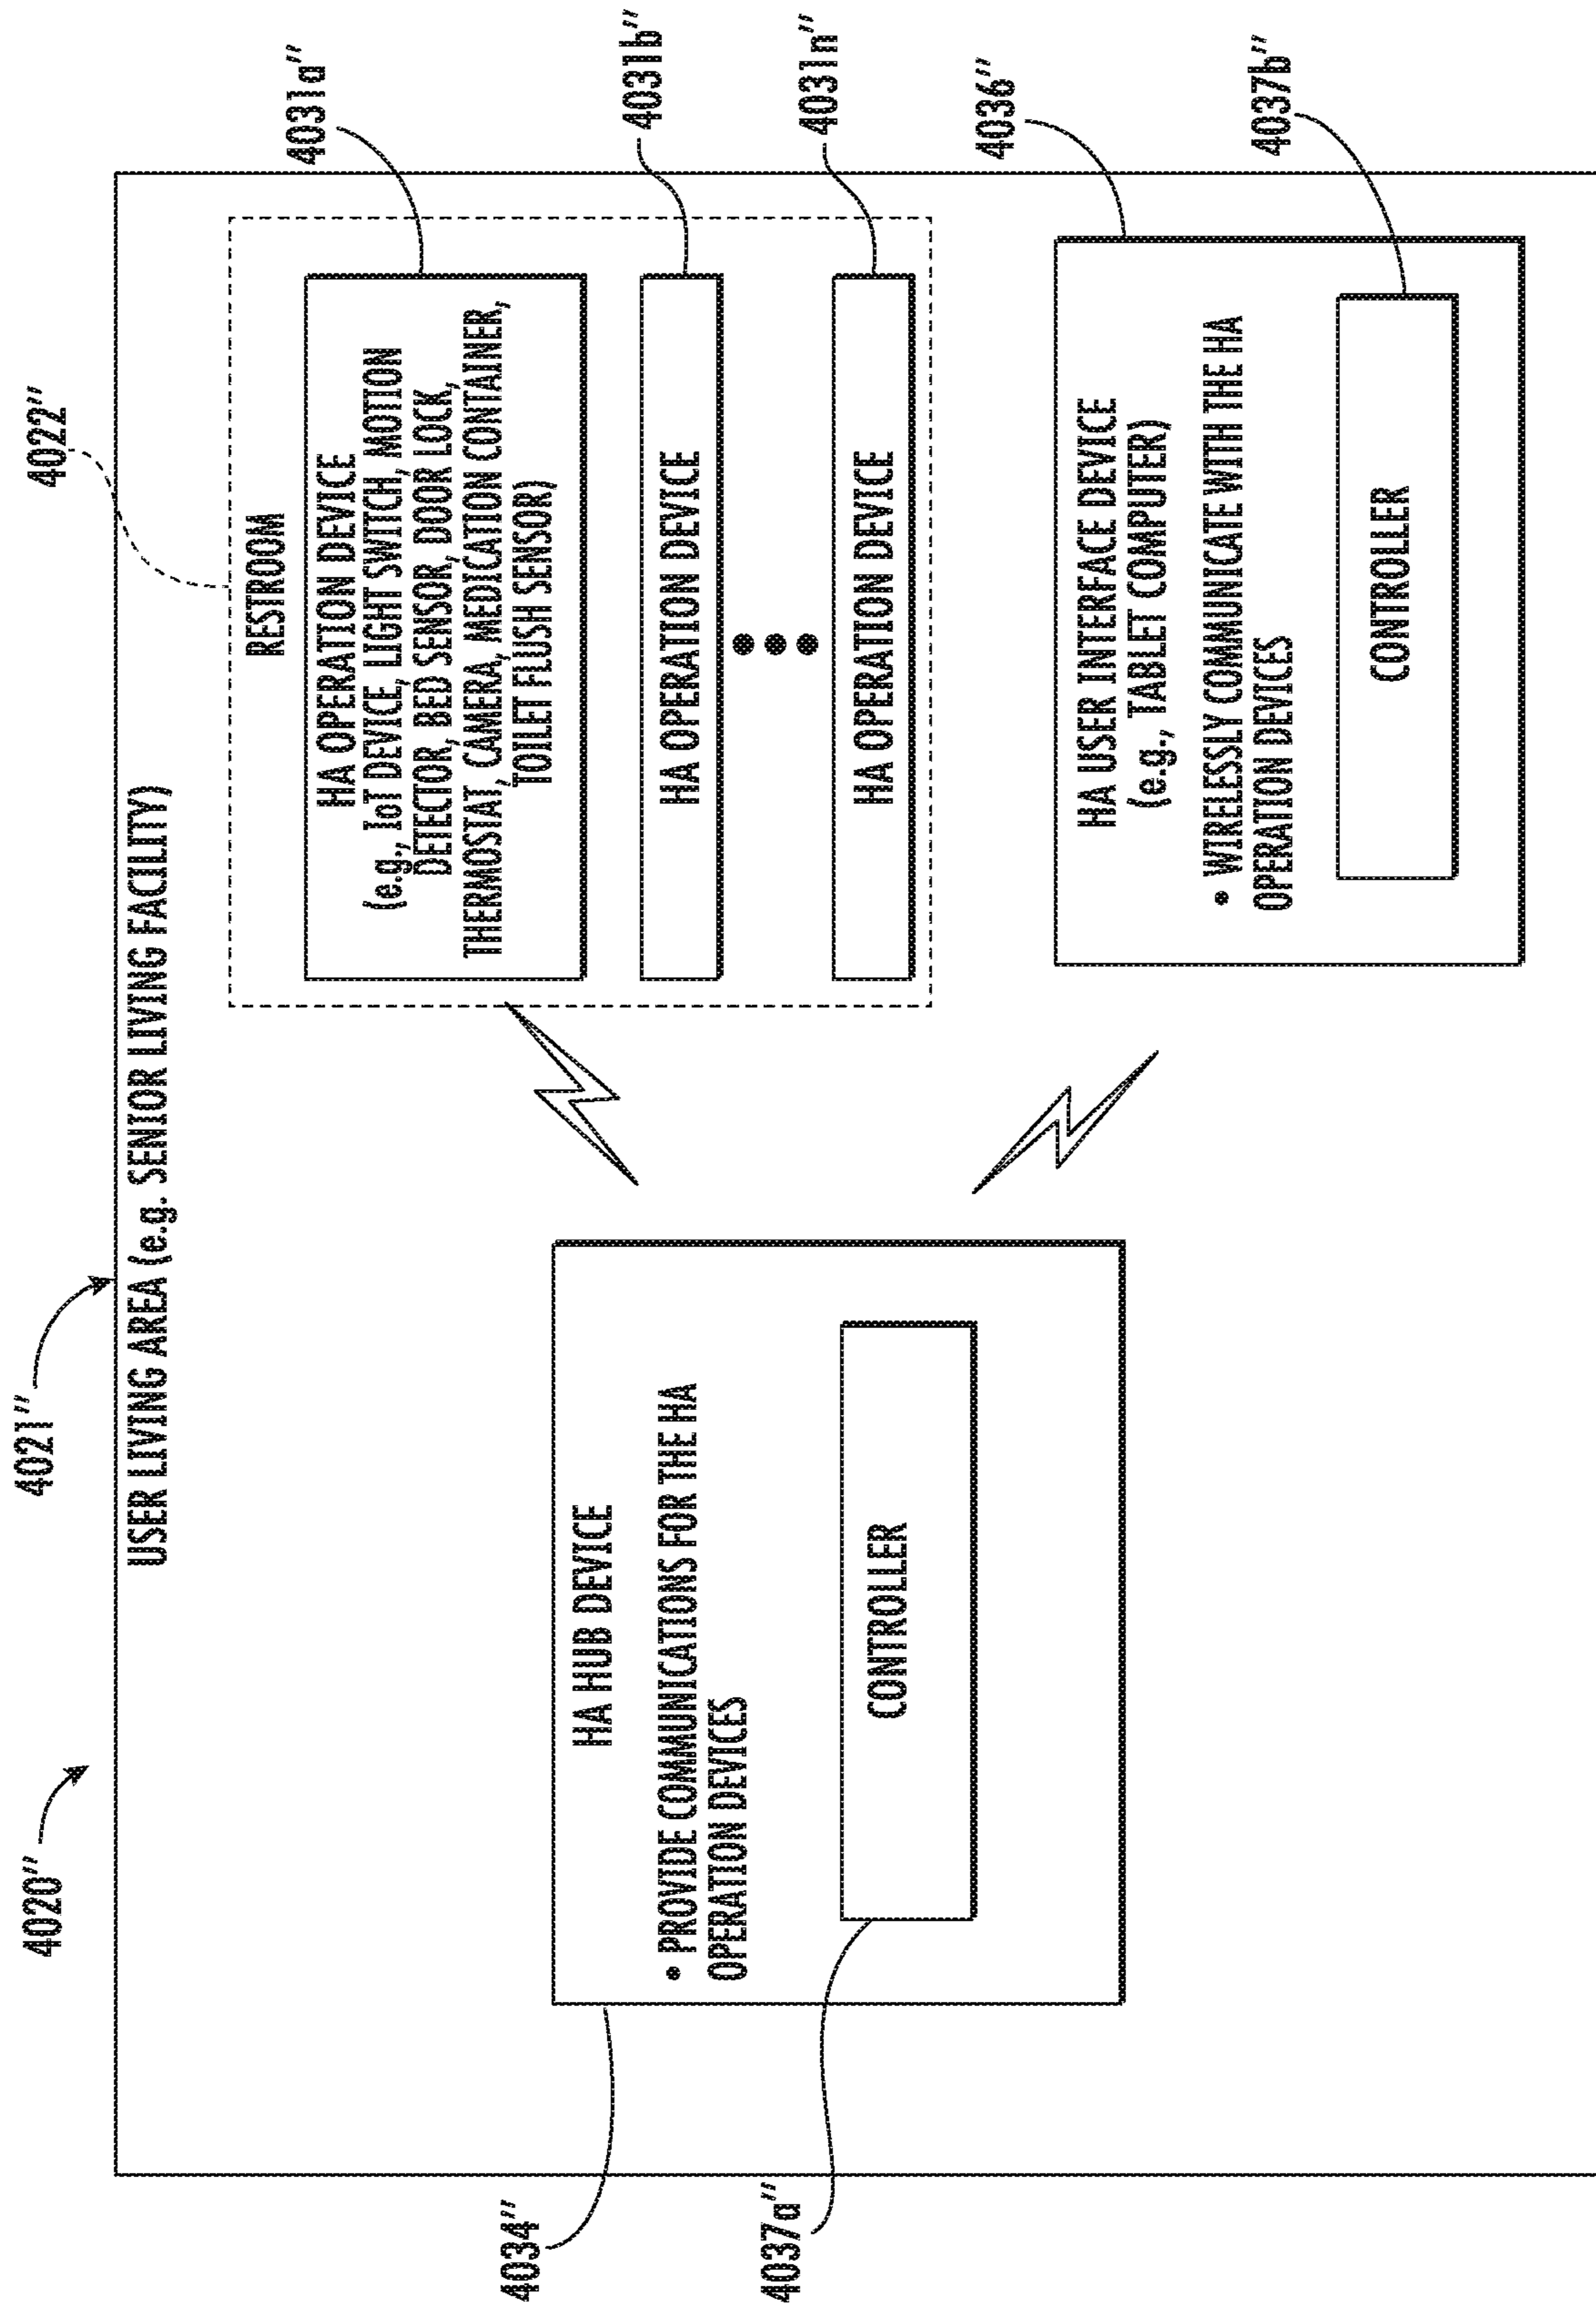 4020''
4021''
USER LIVING AREA (e.g. SENIOR LIVING FACILITY)
4022''
RESTROOM
HA OPERATION DEVICE
(e.g., IoT DEVICE, LIGHT SWITCH, MOTION
DETECTOR, BED SENSOR, DOOR LOCK,
THERMOSTAT, CAMERA, MEDICATION CONTAINER,
TOILET FLUSH SENSOR)
4031a''
HA OPERATION DEVICE
4031b''
HA OPERATION DEVICE
4031n''
4034''
HA HUB DEVICE
• PROVIDE COMMUNICATIONS FOR THE HA
OPERATION DEVICES
CONTROLLER
4037a''
HA USER INTERFACE DEVICE
(e.g., TABLET COMPUTER)
4036''
• WIRELESSLY COMMUNICATE WITH THE HA
OPERATION DEVICES
CONTROLLER
4037b''